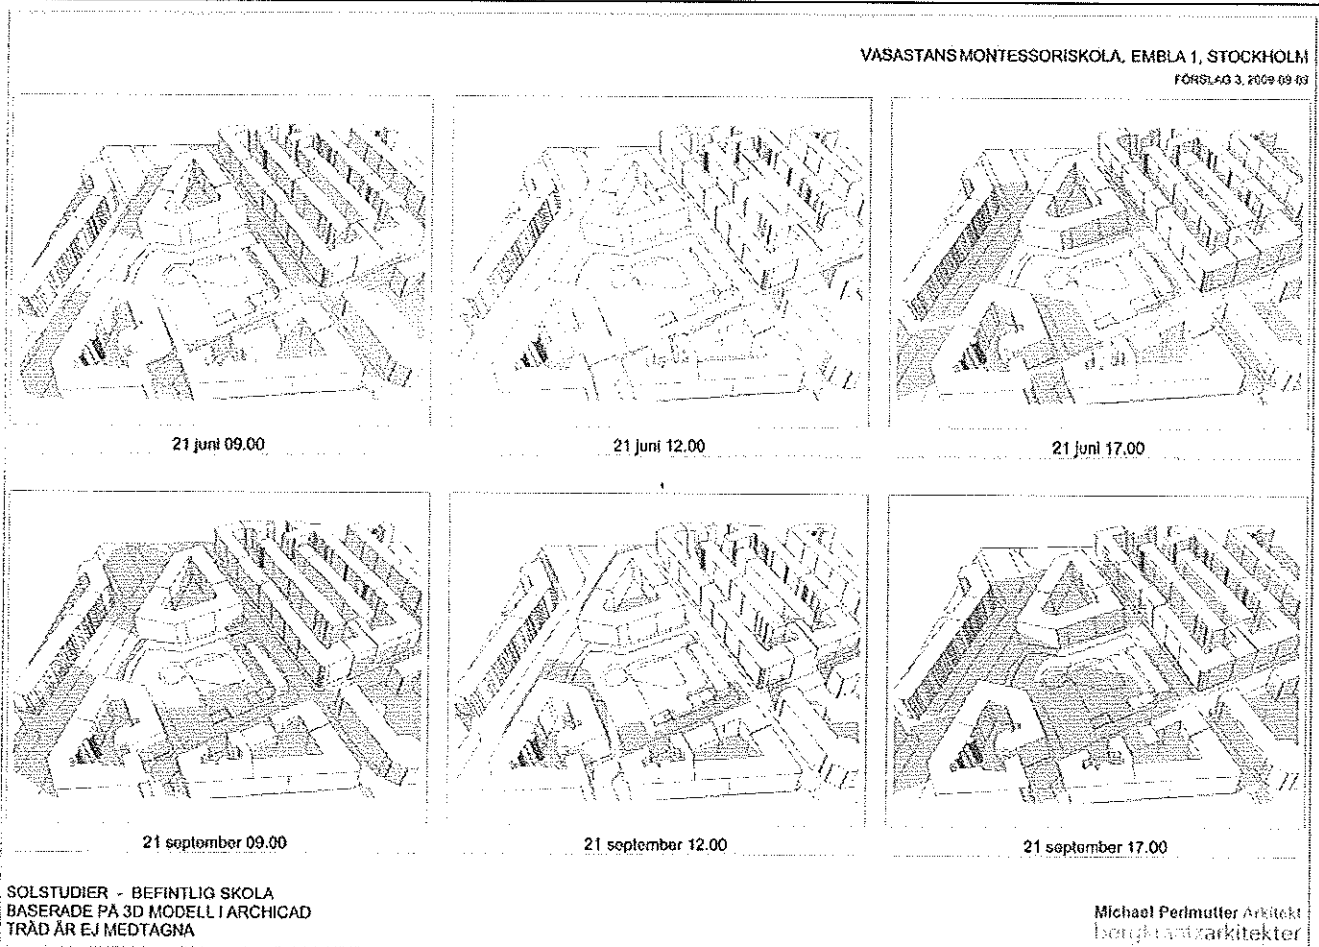 VASASTANS MONTESSORISKOLA, EMBLA 1, STOCKHOLM
FÖRSLAG 3, 2009 09 03
21 juni 09.00
21 juni 12.00
21 juni 17.00
21 september 09.00
21 september 12.00
21 september 17.00
SOLSTUDIER - BEFINTLIG SKOLA
BASERADE PÅ 3D MODELL I ARCHICAD
TRÄD ÄR EJ MEDTAGNA
Michael Perlmutter Arkitekt
bergkrantzarkitekter